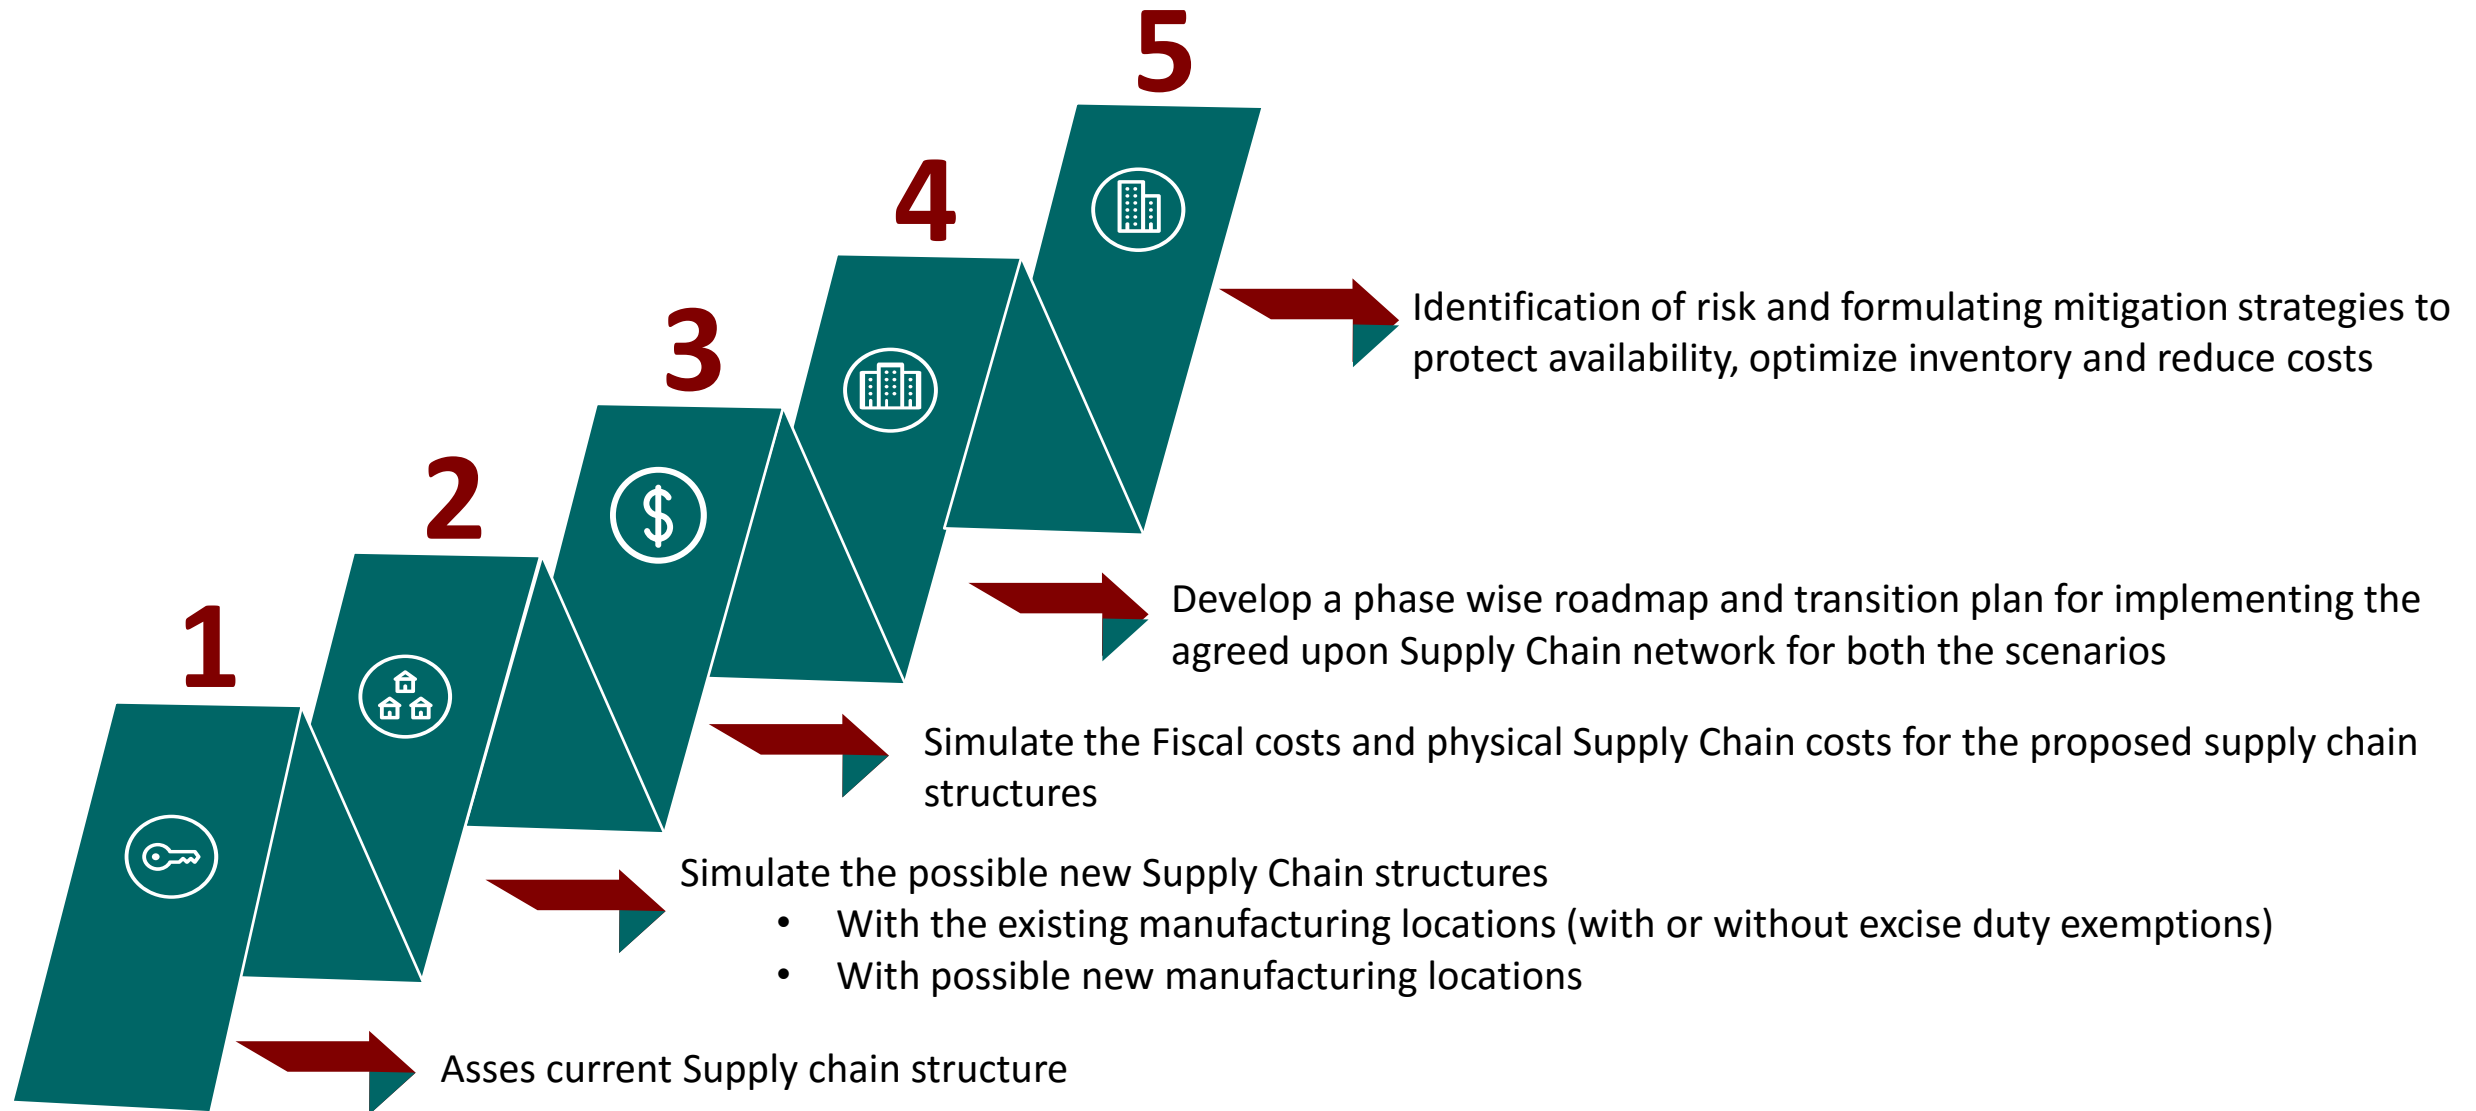 5
4
3
2
1
Identification of risk and formulating mitigation strategies to
protect availability, optimize inventory and reduce costs
Develop a phase wise roadmap and transition plan for implementing the
agreed upon Supply Chain network for both the scenarios
Simulate the Fiscal costs and physical Supply Chain costs for the proposed supply chain
structures
Simulate the possible new Supply Chain structures
• With the existing manufacturing locations (with or without excise duty exemptions)
• With possible new manufacturing locations
Asses current Supply chain structure
$